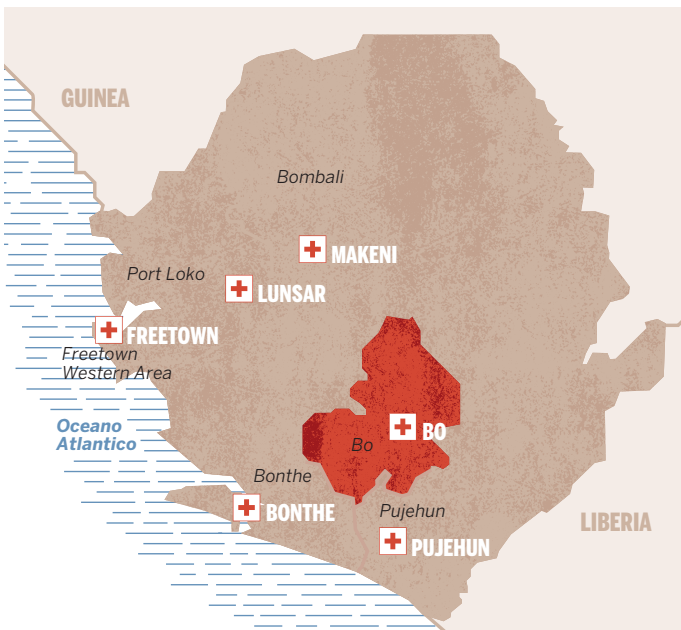 GUINEA
Bombali
MAKENI
Port Loko
LUNSAR
FREETOWN
Freetown
Western Area
Oceano
Atlantico
BO
Bo
Bonthe
BONTHE
Pujehun
LIBERIA
PUJEHUN